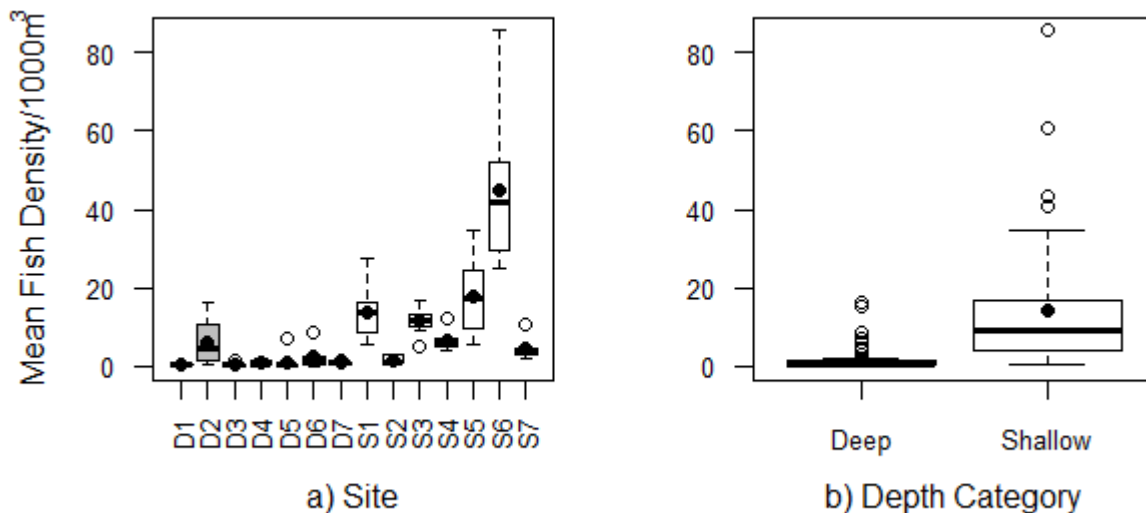 Mean Fish Density/1000m³
80
60
40
20
0
D1 D2 D3 D4 D5 D6 D7 S1 S2 S3 S4 S5 S6 S7
a) Site
80
60
40
20
0
Deep Shallow
b) Depth Category